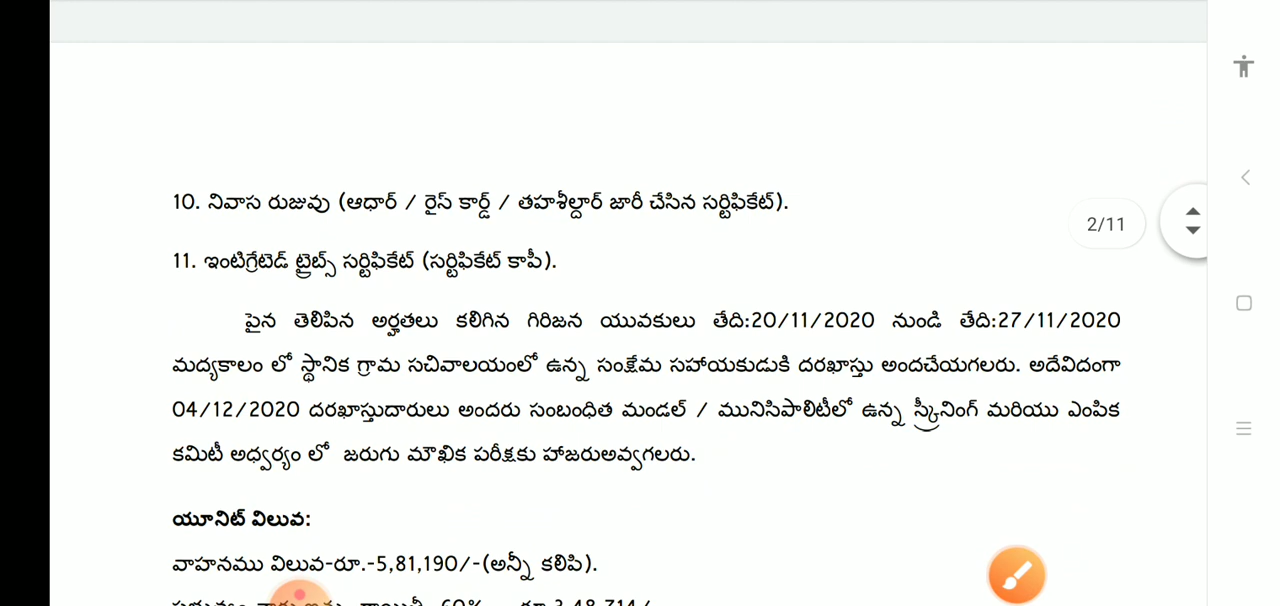 10. నివాస రుజువు (ఆధార్ / రైస్ కార్డ్ / తహశీల్దార్ జారీ చేసిన సర్టిఫికేట్).
2/11
11. ఇంటిగ్రేటెడ్ ట్రైబ్స్ సర్టిఫికేట్ (సర్టిఫికేట్ కాపీ).
పైన తెలిపిన అర్హతలు కలిగిన గిరిజన యువకులు తేది:20/11/2020 నుండి తేది:27/11/2020
మద్యకాలం లో స్థానిక గ్రామ సచివాలయంలో ఉన్న సంక్షేమ సహాయకుడుకి దరఖాస్తు అందచేయగలరు. అదేవిదంగా
04/12/2020 దరఖాస్తుదారులు అందరు సంబంధిత మండల్ / మునిసిపాలిటీలో ఉన్న స్క్రీనింగ్ మరియు ఎంపిక
కమిటీ అధ్వర్యం లో జరుగు మౌఖిక పరీక్షకు హాజరుఅవ్వగలరు.
యూనిట్ విలువ:
వాహనము విలువ-రూ.-5,81,190/-(అన్నీ కలిపి).